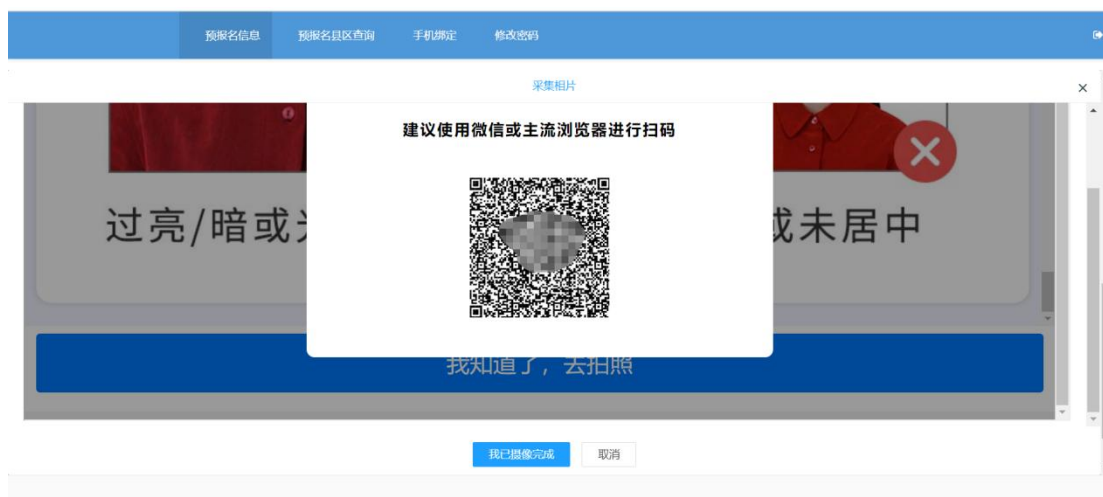 预报名信息 预报名县区查询 手机绑定 修改密码
采集相片
建议使用微信或主流浏览器进行扫码
过亮/暗或 或未居中
我知道了，去拍照
我已摄像完成 取消